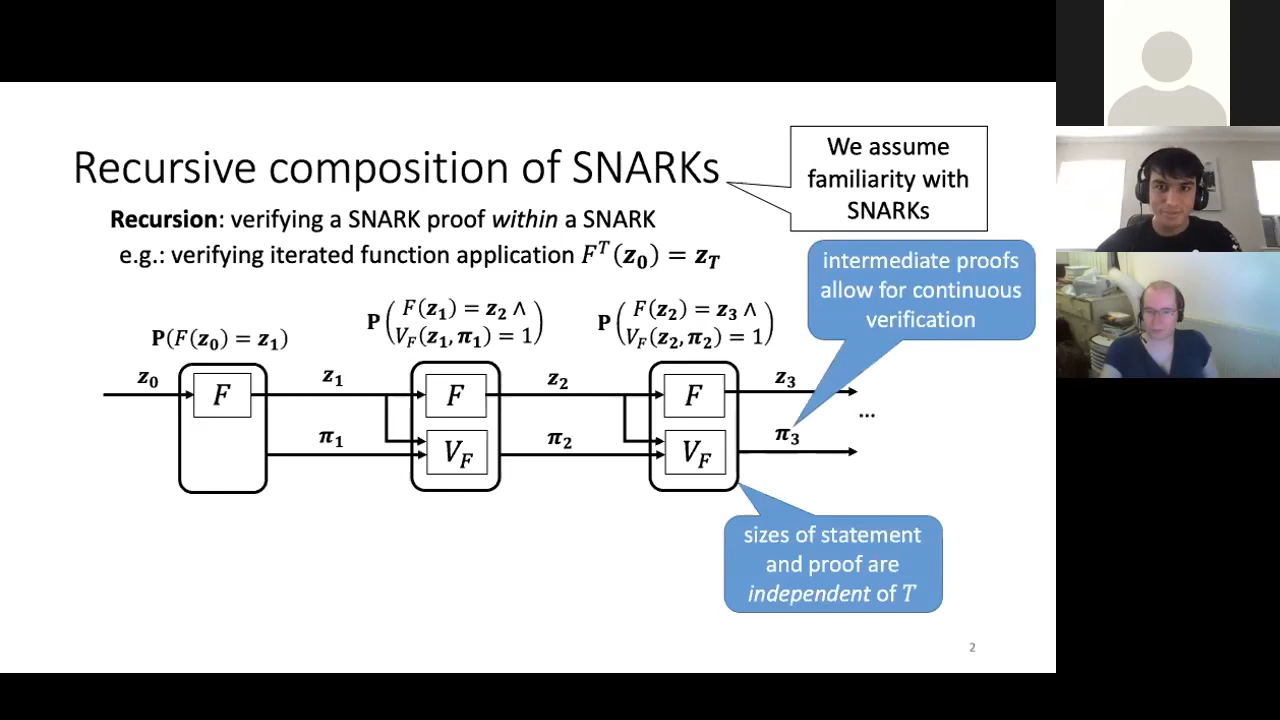 Recursive composition of SNARKs
We assume
familiarity with
SNARKs
Recursion: verifying a SNARK proof within a SNARK
e.g.: verifying iterated function application F^T(z_0) = z_T
intermediate proofs
allow for continuous
verification
P(F(z_0) = z_1)
P( F(z_1) = z_2 ∧
V_F(z_1, π_1) = 1 )
P( F(z_2) = z_3 ∧
V_F(z_2, π_2) = 1 )
z_0
F
z_1
F
z_2
F
z_3
...
π_1
V_F
π_2
V_F
π_3
sizes of statement
and proof are
independent of T
2